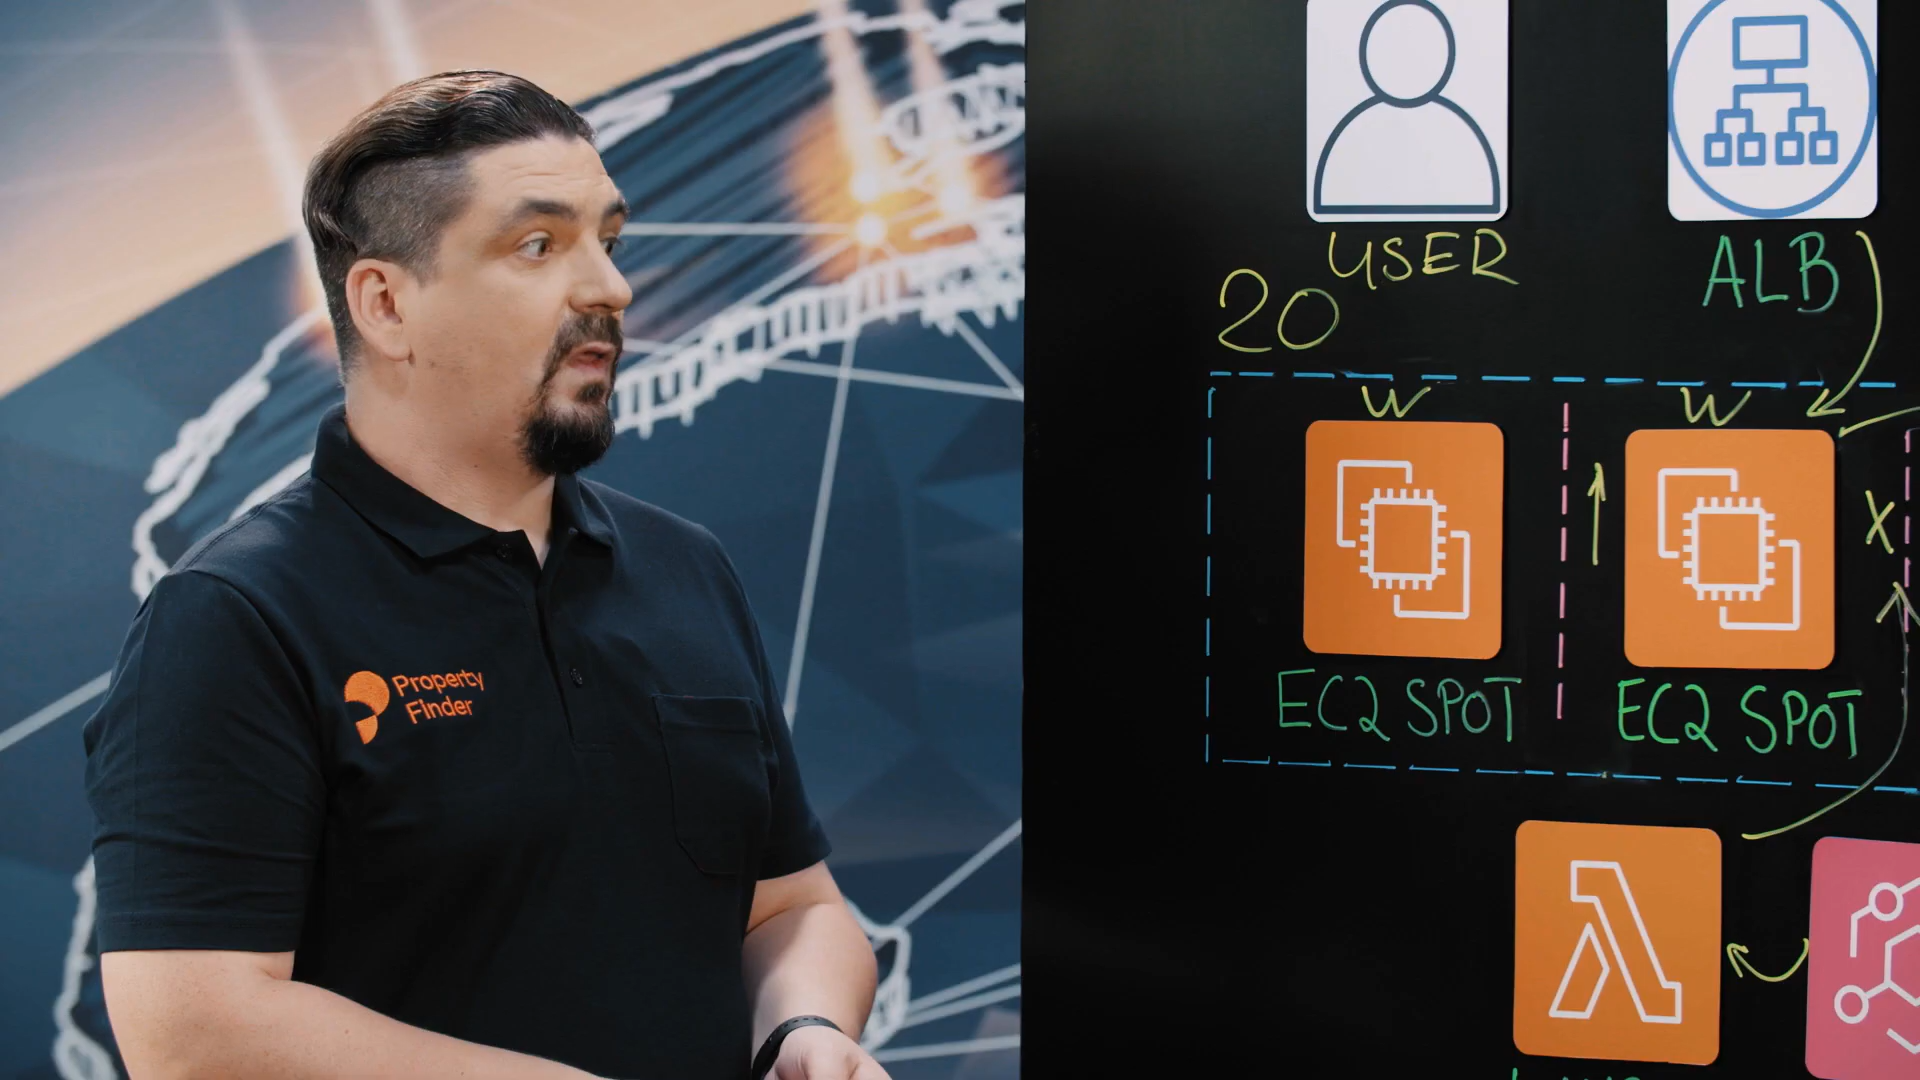 Property
Finder
USER
ALB
20
W
W
X
EC2 SPOT
EC2 SPOT